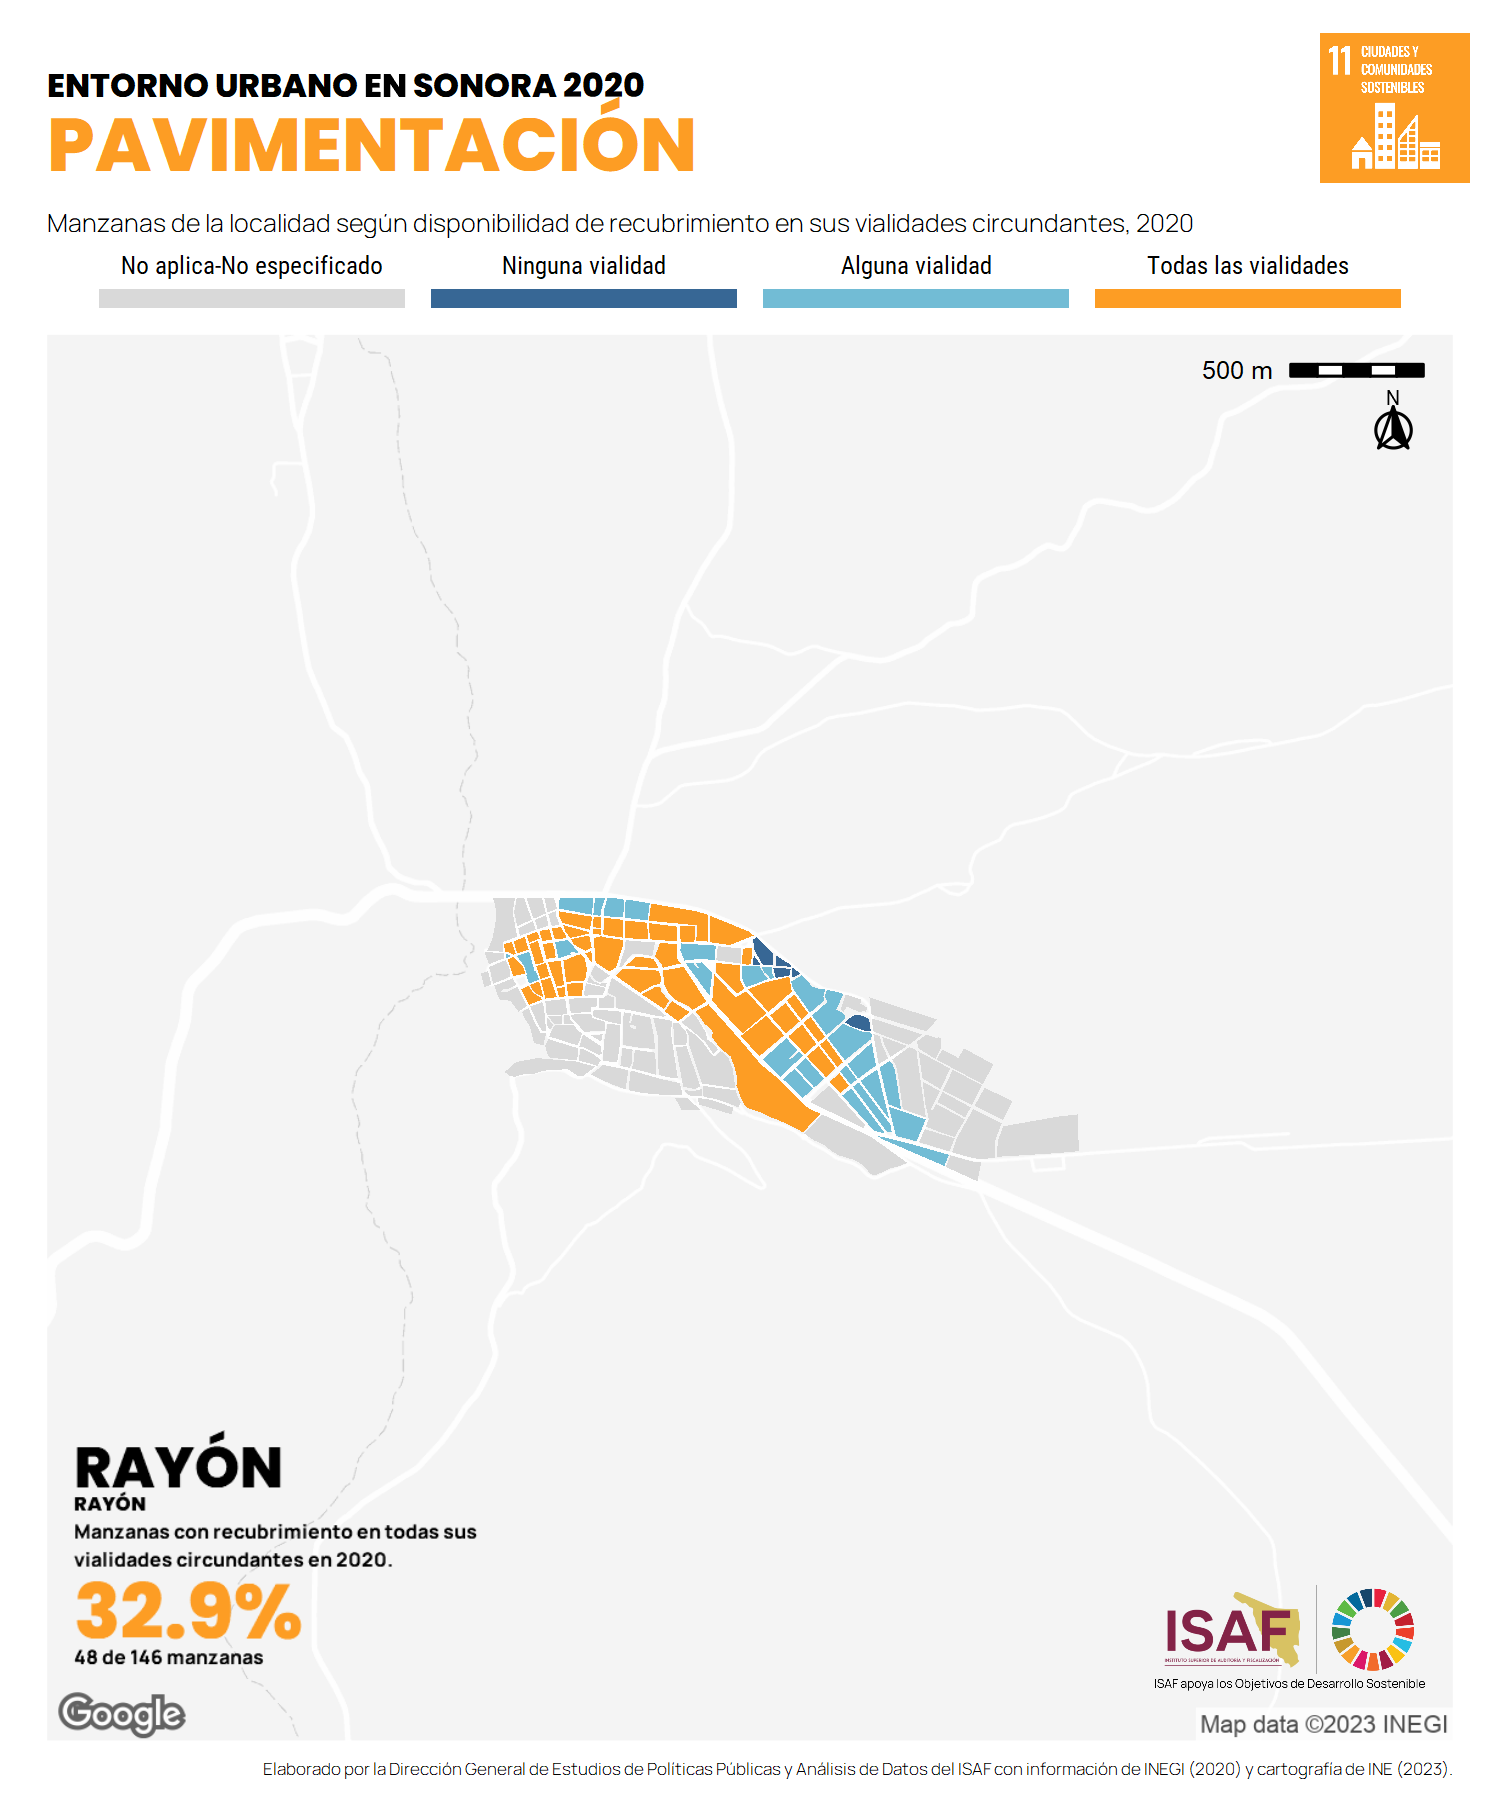 ENTORNO URBANO EN SONORA 2020
PAVIMENTACIÓN
11 CIUDADES Y
COMUNIDADES
SOSTENIBLES
Manzanas de la localidad según disponibilidad de recubrimiento en sus vialidades circundantes, 2020
No aplica-No especificado
Ninguna vialidad
Alguna vialidad
Todas las vialidades
500 m
N
RAYÓN
RAYÓN
Manzanas con recubrimiento en todas sus
vialidades circundantes en 2020.
32.9%
48 de 146 manzanas
ISAF
INSTITUTO SUPERIOR DE AUDITORÍA Y FISCALIZACIÓN
ISAF apoya los Objetivos de Desarrollo Sostenible
Google
Map data ©2023 INEGI
Elaborado por la Dirección General de Estudios de Políticas Públicas y Análisis de Datos del ISAF con información de INEGI (2020) y cartografía de INE (2023).